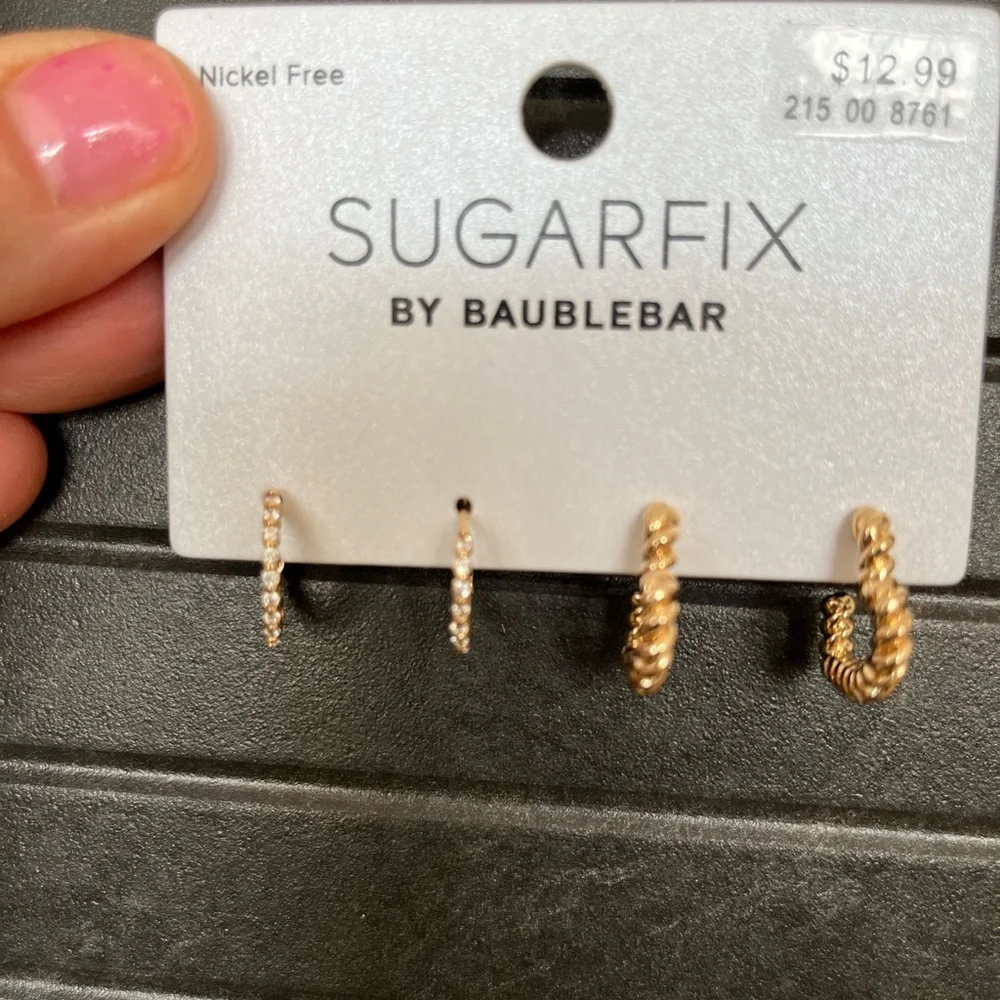 Nickel Free
$12.99
215 00 8761
SUGARFIX
BY BAUBLEBAR